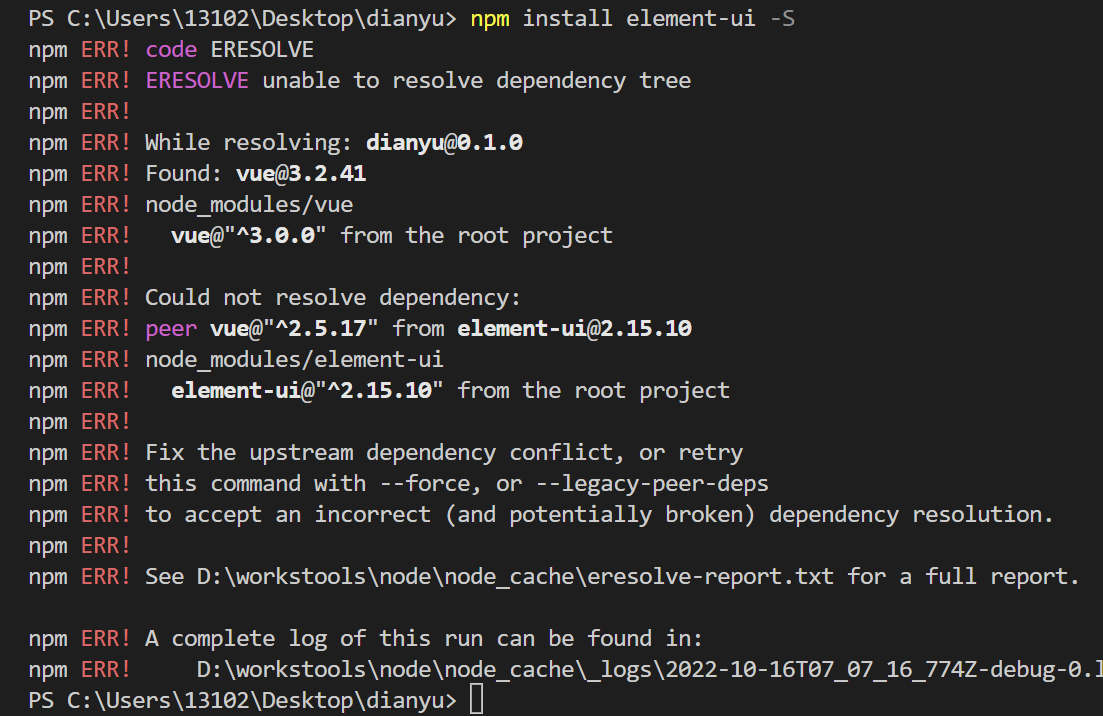 PS C:\Users\13102\Desktop\dianyu> npm install element-ui -S
npm ERR! code ERESOLVE
npm ERR! ERESOLVE unable to resolve dependency tree
npm ERR!
npm ERR! While resolving: dianyu@0.1.0
npm ERR! Found: vue@3.2.41
npm ERR! node_modules/vue
npm ERR!   vue@"^3.0.0" from the root project
npm ERR!
npm ERR! Could not resolve dependency:
npm ERR! peer vue@"^2.5.17" from element-ui@2.15.10
npm ERR! node_modules/element-ui
npm ERR!   element-ui@"^2.15.10" from the root project
npm ERR!
npm ERR! Fix the upstream dependency conflict, or retry
npm ERR! this command with --force, or --legacy-peer-deps
npm ERR! to accept an incorrect (and potentially broken) dependency resolution.
npm ERR!
npm ERR! See D:\workstools\node\node_cache\eresolve-report.txt for a full report.
npm ERR! A complete log of this run can be found in:
npm ERR!     D:\workstools\node\node_cache\_logs\2022-10-16T07_07_16_774Z-debug-0.l
PS C:\Users\13102\Desktop\dianyu>